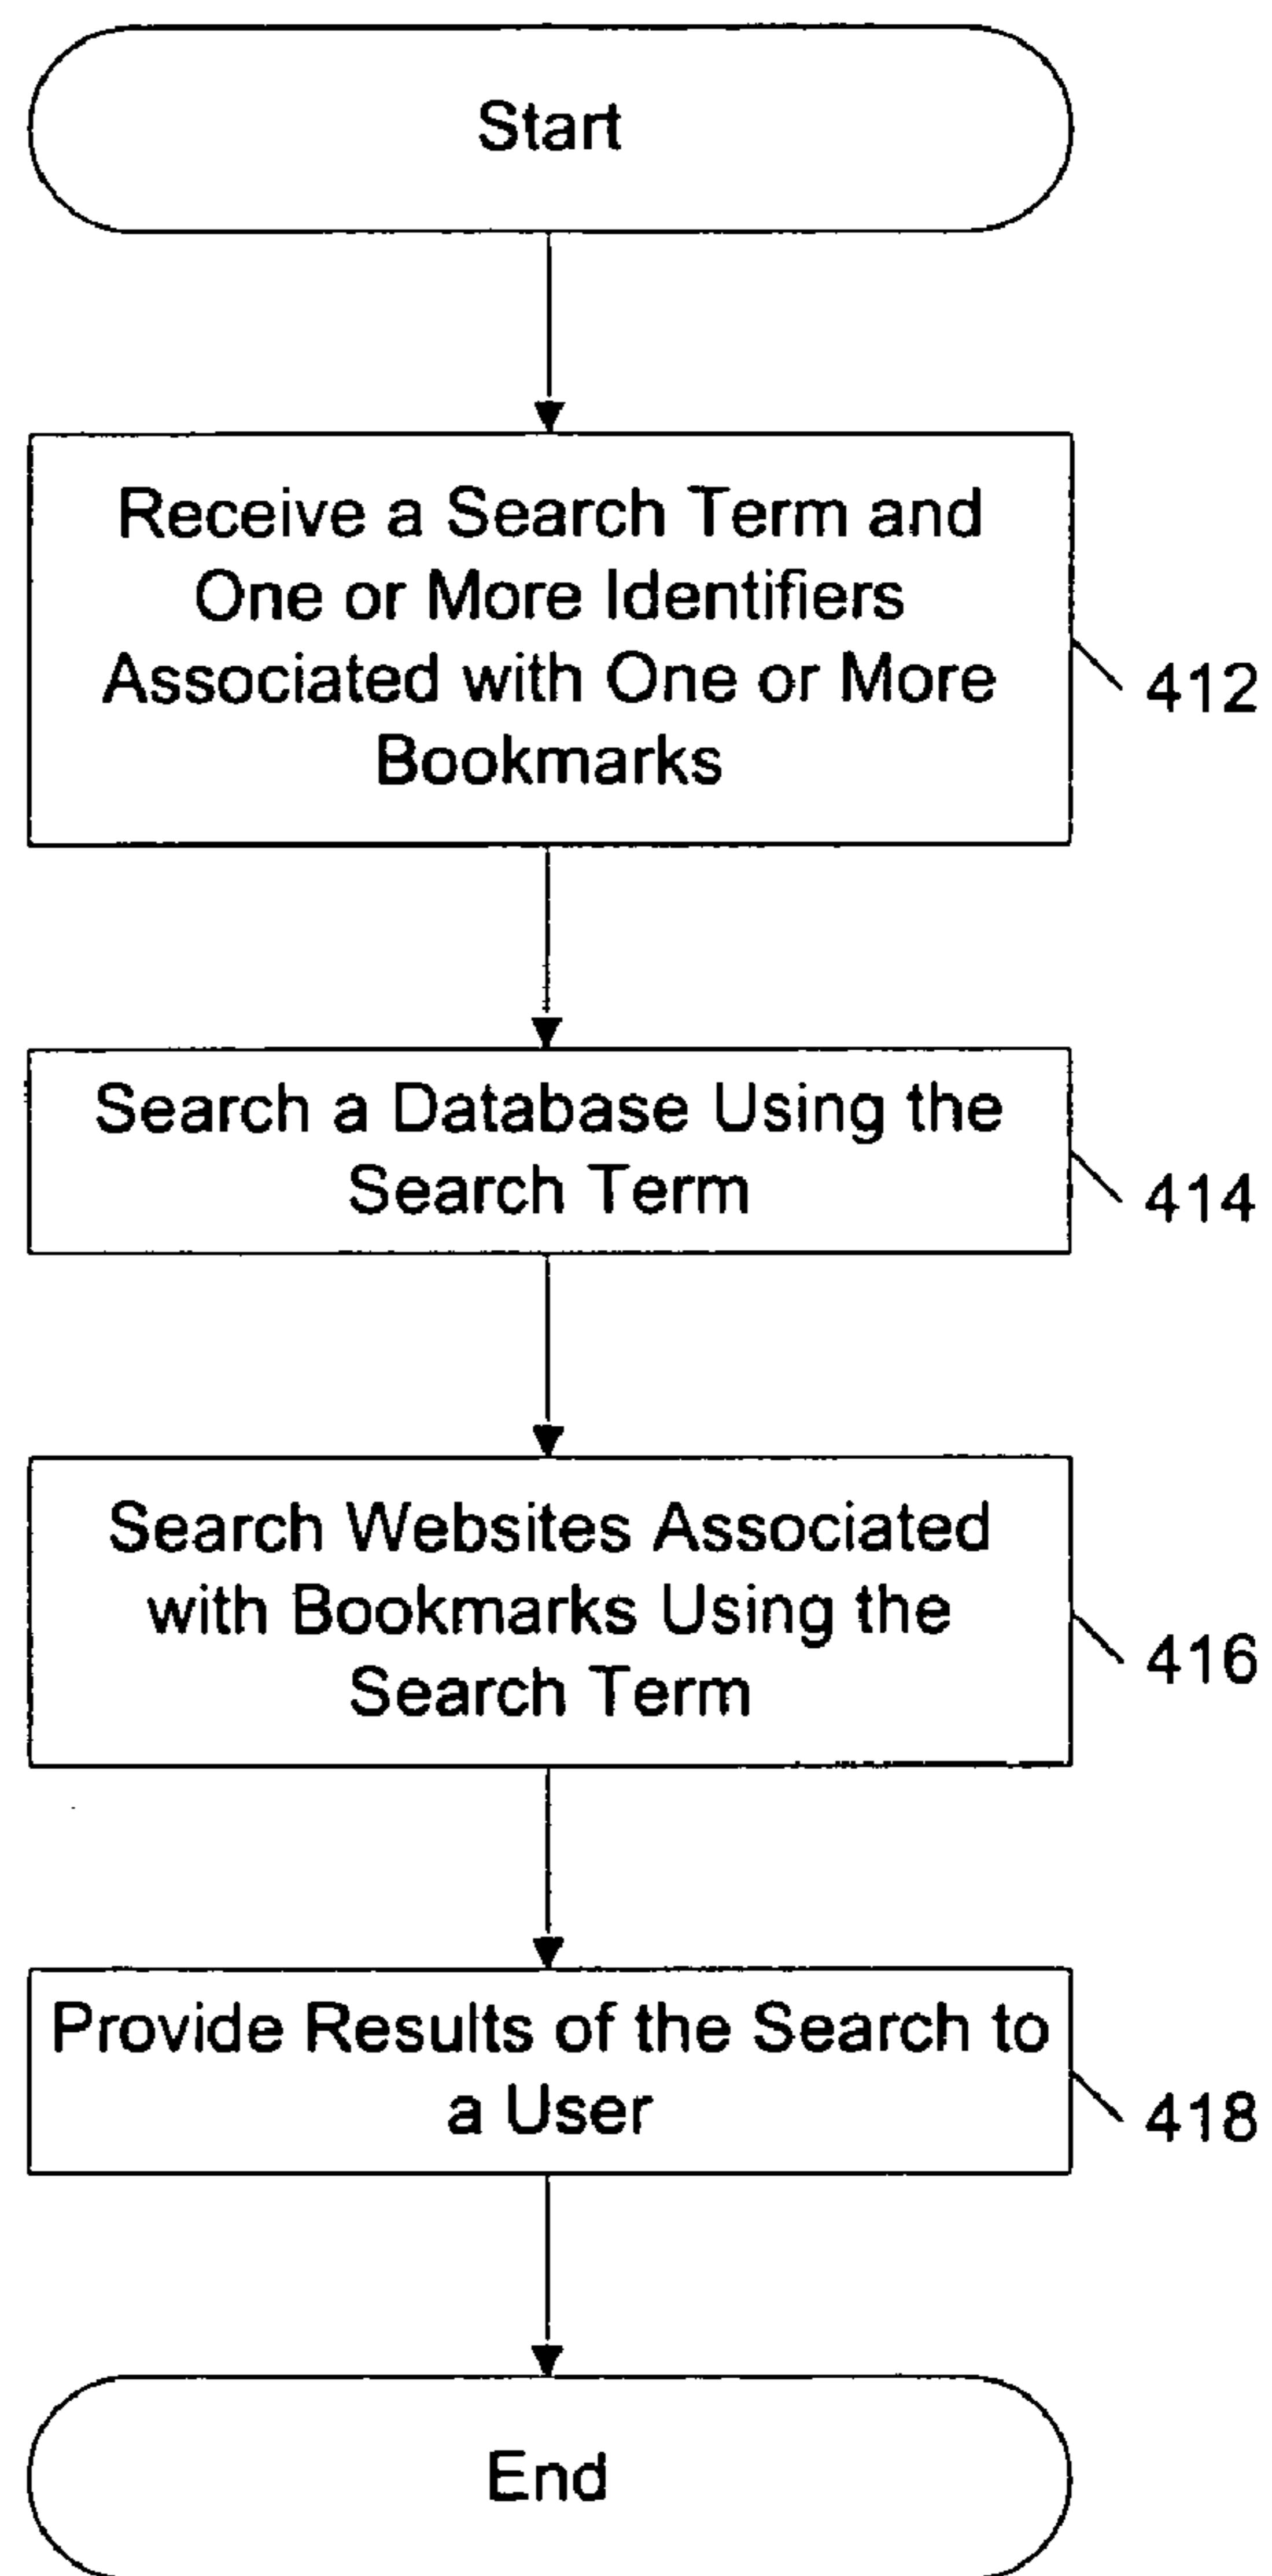 Start
Receive a Search Term and
One or More Identifiers
Associated with One or More
Bookmarks
412
Search a Database Using the
Search Term
414
Search Websites Associated
with Bookmarks Using the
Search Term
416
Provide Results of the Search to
a User
418
End